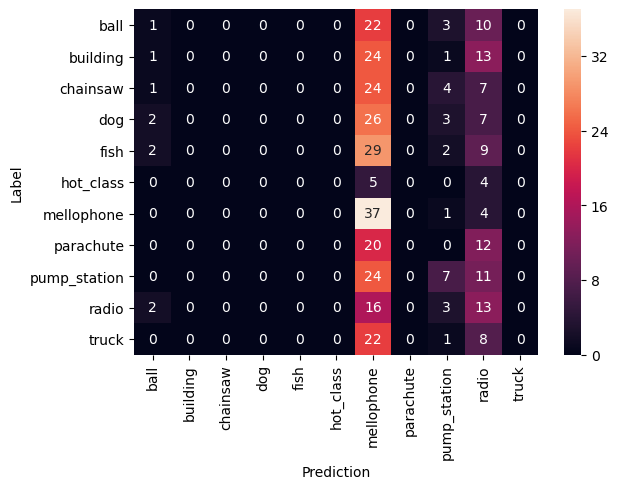 ball 1 0 0 0 0 0 22 0 3 10 0
building 1 0 0 0 0 0 24 0 1 13 0
chainsaw 1 0 0 0 0 0 24 0 4 7 0
dog 2 0 0 0 0 0 26 0 3 7 0
fish 2 0 0 0 0 0 29 0 2 9 0
hot_class 0 0 0 0 0 0 5 0 0 4 0
mellophone 0 0 0 0 0 0 37 0 1 4 0
parachute 0 0 0 0 0 0 20 0 0 12 0
pump_station 0 0 0 0 0 0 24 0 7 11 0
radio 2 0 0 0 0 0 16 0 3 13 0
truck 0 0 0 0 0 0 22 0 1 8 0
Label
ball building chainsaw dog fish hot_class mellophone parachute pump_station radio truck
Prediction
32
24
16
8
0